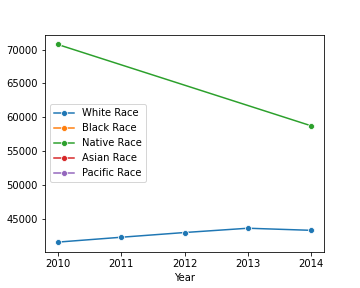 70000
65000
60000
55000
50000
45000
White Race
Black Race
Native Race
Asian Race
Pacific Race
2010 2011 2012 2013 2014
Year